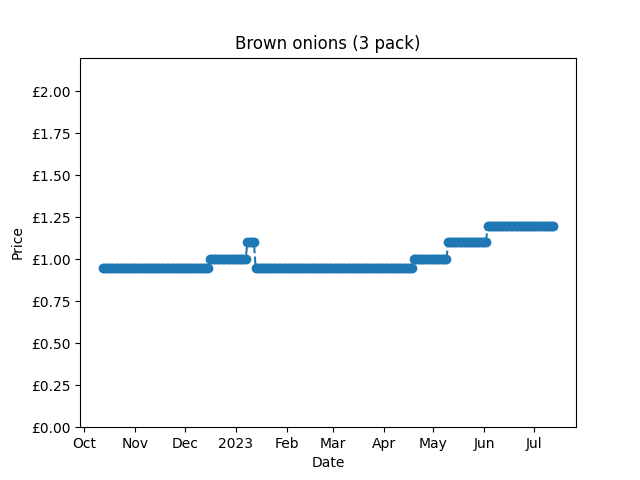 Brown onions (3 pack)
£2.00
£1.75
£1.50
£1.25
£1.00
£0.75
£0.50
£0.25
£0.00
Price
Oct Nov Dec 2023 Feb Mar Apr May Jun Jul
Date